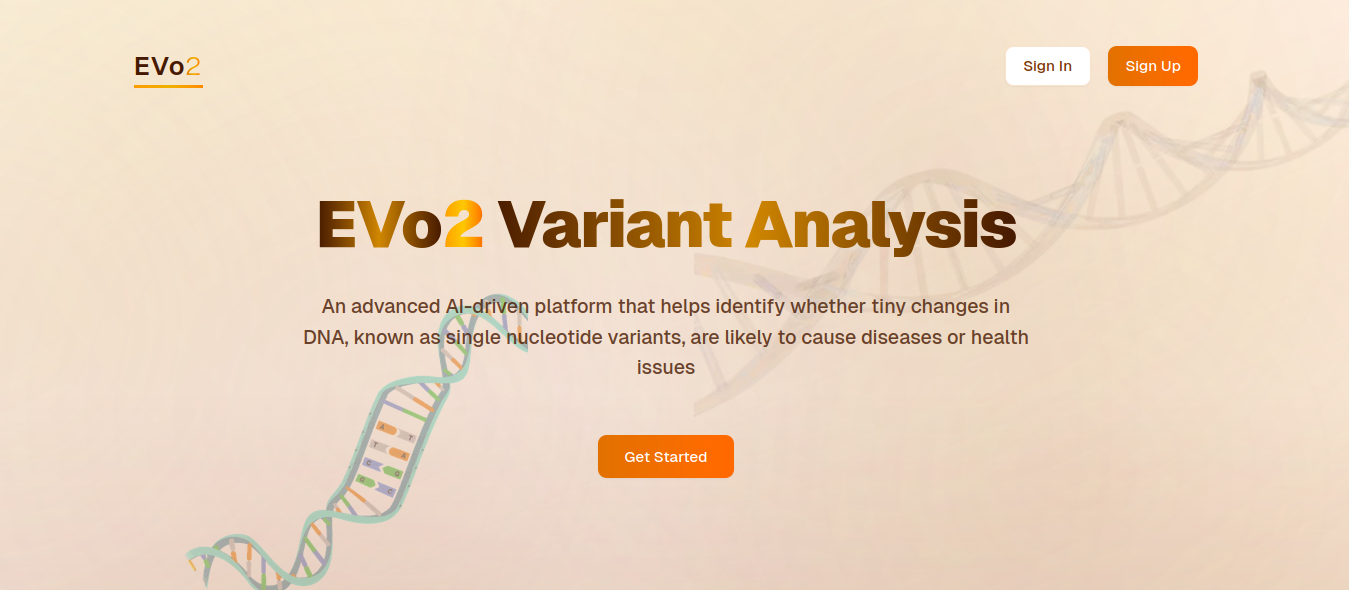 EVo2
Sign In
Sign Up
EVo2 Variant Analysis
An advanced AI-driven platform that helps identify whether tiny changes in
DNA, known as single nucleotide variants, are likely to cause diseases or health
issues
Get Started
A T
T A
C G
G C